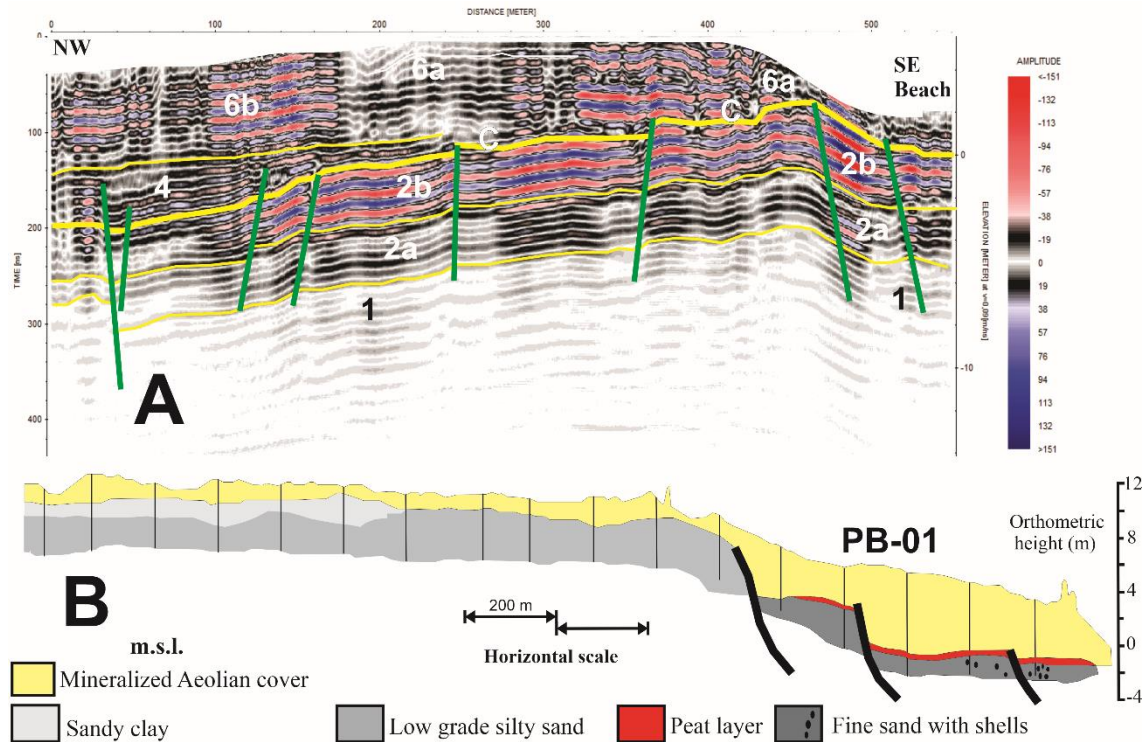 DISTANCE [METER]
0 100 200 300 400 500
NW
SE
Beach
6a
6a
6b
C
C
4
2b
2b
2a
2a
1
1
A
TIME [ns]
0
100
200
300
400
0
-10
ELEVATION [METER] at v=0.09[m/ns]
AMPLITUDE
<-151
-132
-113
-94
-76
-57
-38
-19
0
19
38
57
76
94
113
132
>151
12
8
4
0
-4
Orthometric
height (m)
PB-01
B
200 m
Horizontal scale
m.s.l.
Mineralized Aeolian cover
Sandy clay
Low grade silty sand
Peat layer
Fine sand with shells